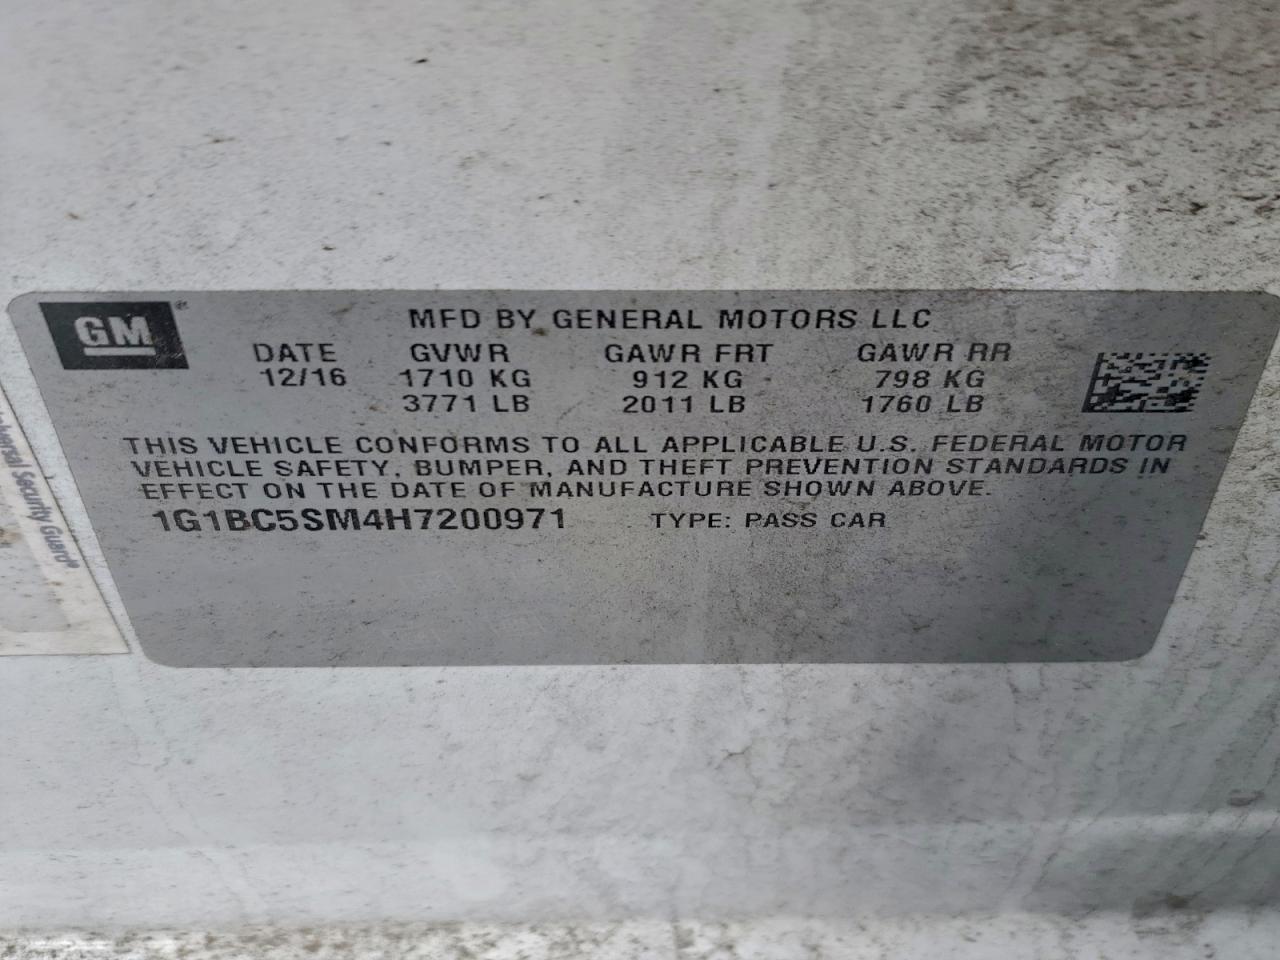 GM
MFD BY GENERAL MOTORS LLC
DATE GVWR GAWR FRT GAWR RR
12/16 1710 KG 912 KG 798 KG
3771 LB 2011 LB 1760 LB
THIS VEHICLE CONFORMS TO ALL APPLICABLE U.S. FEDERAL MOTOR
VEHICLE SAFETY, BUMPER, AND THEFT PREVENTION STANDARDS IN
EFFECT ON THE DATE OF MANUFACTURE SHOWN ABOVE.
1G1BC5SM4H7200971 TYPE: PASS CAR
Security Guard